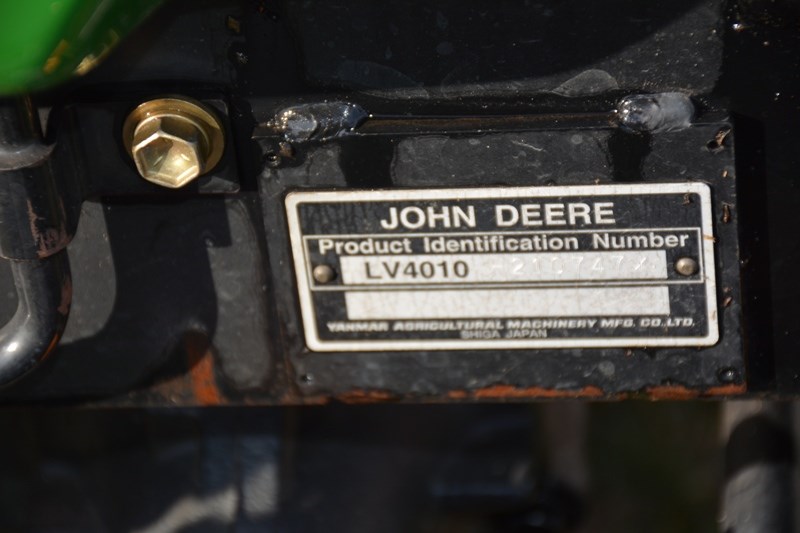 JOHN DEERE
Product Identification Number
LV4010
YANMAR AGRICULTURAL MACHINERY MFG. CO.,LTD.
SHIGA JAPAN